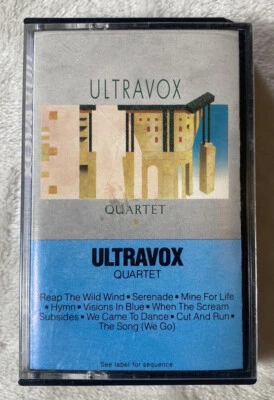 ULTRAVOX
QUARTET
ULTRAVOX
QUARTET
Reap The Wild Wind • Serenade • Mine For Life
• Hymn • Visions In Blue • When The Scream
Subsides • We Came To Dance • Cut And Run •
The Song (We Go)
See label for sequence